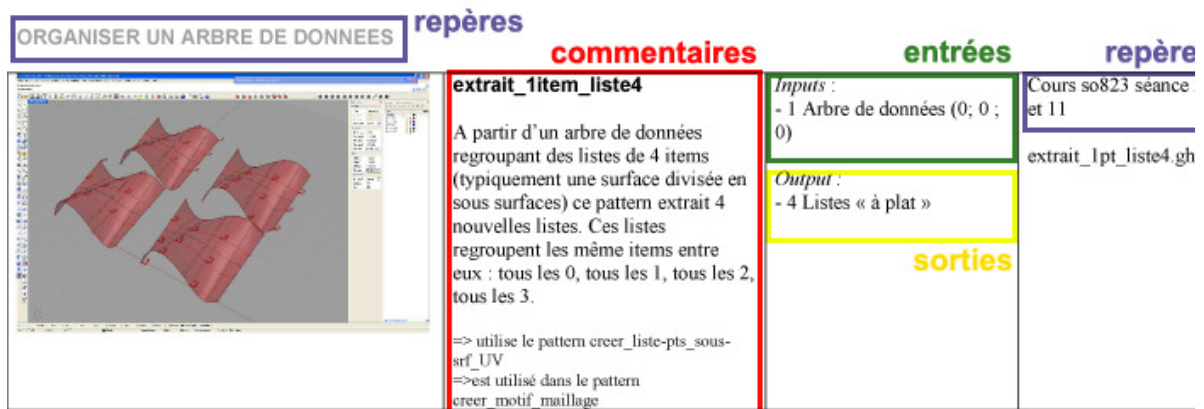 repères
ORGANISER UN ARBRE DE DONNEES
commentaires
entrées
repère
extrait_1item_liste4
A partir d'un arbre de données
regroupant des listes de 4 items
(typiquement une surface divisée en
sous surfaces) ce pattern extrait 4
nouvelles listes. Ces listes
regroupent les même items entre
eux : tous les 0, tous les 1, tous les 2,
tous les 3.
=> utilise le pattern creer_liste-pts_sous-
srf_UV
=>est utilisé dans le pattern
creer_motif_maillage
Inputs :
- 1 Arbre de données (0; 0 ;
0)
Output :
- 4 Listes « à plat »
sorties
Cours so823 séance
et 11
extrait_1pt_liste4.gh